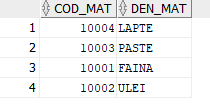 COD_MAT DEN_MAT
1 10004 LAPTE
2 10003 PASTE
3 10001 FAINA
4 10002 ULEI